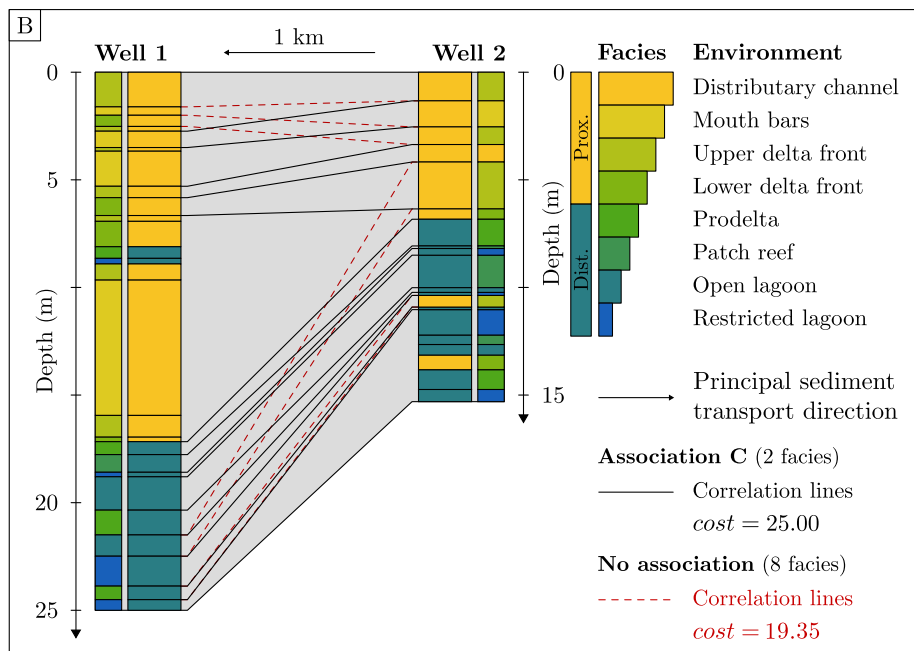 B
1 km
Well 1
Well 2
Facies
Environment
0
5
20
25
Depth (m)
0
15
Depth (m)
Prox.
Dist.
Distributary channel
Mouth bars
Upper delta front
Lower delta front
Prodelta
Patch reef
Open lagoon
Restricted lagoon
Principal sediment
transport direction
Association C (2 facies)
Correlation lines
cost = 25.00
No association (8 facies)
Correlation lines
cost = 19.35